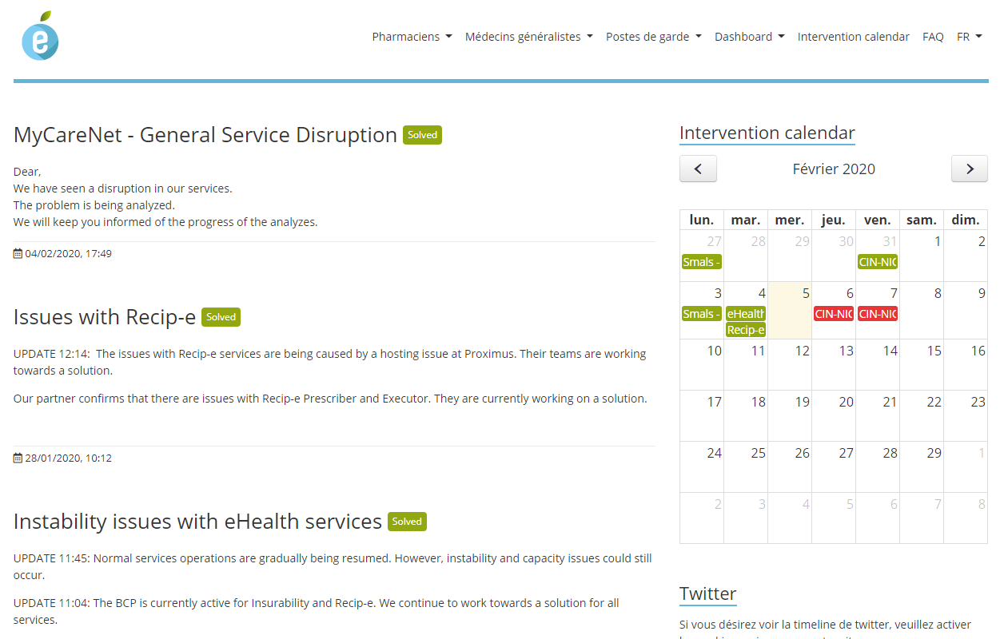 e
Pharmaciens Médecins généralistes Postes de garde Dashboard Intervention calendar FAQ FR
MyCareNet - General Service Disruption Solved
Dear,
We have seen a disruption in our services.
The problem is being analyzed.
We will keep you informed of the progress of the analyzes.
04/02/2020, 17:49
Issues with Recip-e Solved
UPDATE 12:14:  The issues with Recip-e services are being caused by a hosting issue at Proximus. Their teams are working
towards a solution.
Our partner confirms that there are issues with Recip-e Prescriber and Executor. They are currently working on a solution.
28/01/2020, 10:12
Instability issues with eHealth services Solved
UPDATE 11:45: Normal services operations are gradually being resumed. However, instability and capacity issues could still
occur.
UPDATE 11:04: The BCP is currently active for Insurability and Recip-e. We continue to work towards a solution for all
services.
Intervention calendar
Février 2020
lun. mar. mer. jeu. ven. sam. dim.
27 28 29 30 31 1 2
Smals - CIN-NIC
3 4 5 6 7 8 9
Smals - eHealth CIN-NIC CIN-NIC
Recip-e
10 11 12 13 14 15 16
17 18 19 20 21 22 23
24 25 26 27 28 29 1
2 3 4 5 6 7 8
Twitter
Si vous désirez voir la timeline de twitter, veuillez activer